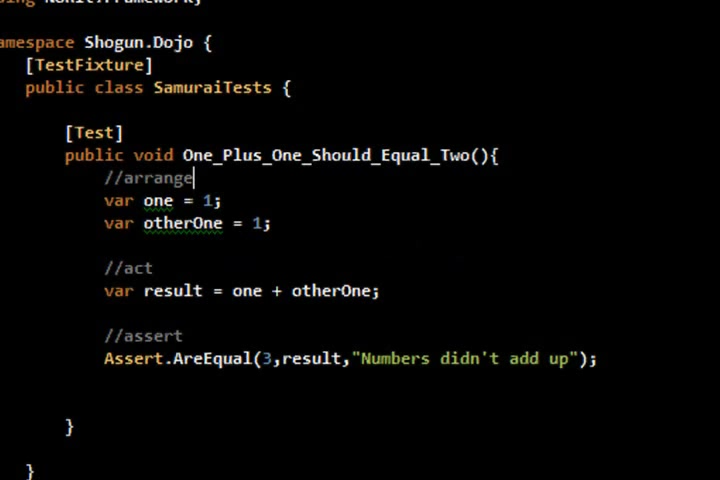 amespace Shogun.Dojo {
[TestFixture]
public class SamuraiTests {
[Test]
public void One_Plus_One_Should_Equal_Two(){
//arrange
var one = 1;
var otherOne = 1;
//act
var result = one + otherOne;
//assert
Assert.AreEqual(3,result,"Numbers didn't add up");
}
}